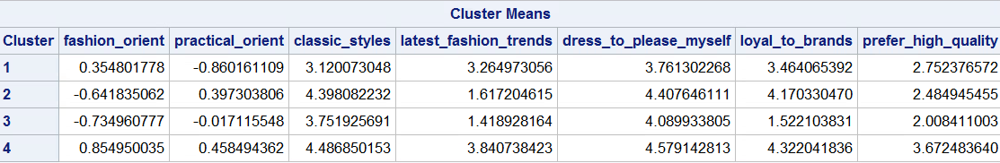 Cluster Means
Cluster fashion_orient practical_orient classic_styles latest_fashion_trends dress_to_please_myself loyal_to_brands prefer_high_quality
1 0.354801778 -0.860161109 3.120073048 3.264973056 3.761302268 3.464065392 2.752376572
2 -0.641835062 0.397303806 4.398082232 1.617204615 4.407646111 4.170330470 2.484945455
3 -0.734960777 -0.017115548 3.751925691 1.418928164 4.089933805 1.522103831 2.008411003
4 0.854950035 0.458494362 4.486850153 3.840738423 4.579142813 4.322041836 3.672483640